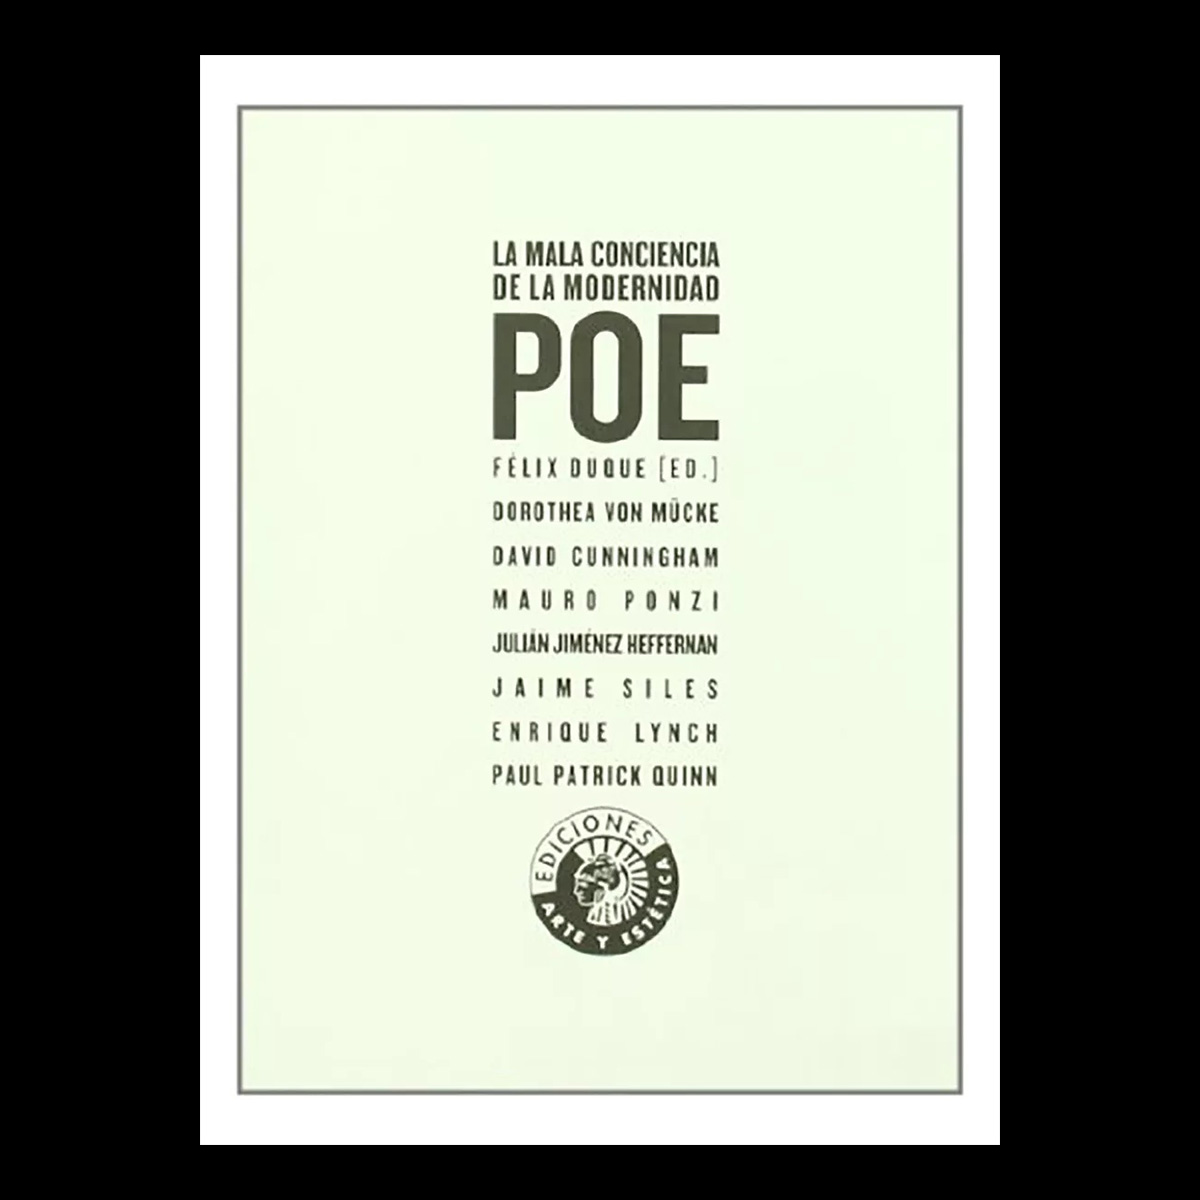 LA MALA CONCIENCIA
DE LA MODERNIDAD
POE
FÉLIX DUQUE [ED.]
DOROTHEA VON MÜCKE
DAVID CUNNINGHAM
MAURO PONZI
JULIÁN JIMÉNEZ HEFFERNAN
JAIME SILES
ENRIQUE LYNCH
PAUL PATRICK QUINN
EDICIONES
ARTE Y ESTÉTICA